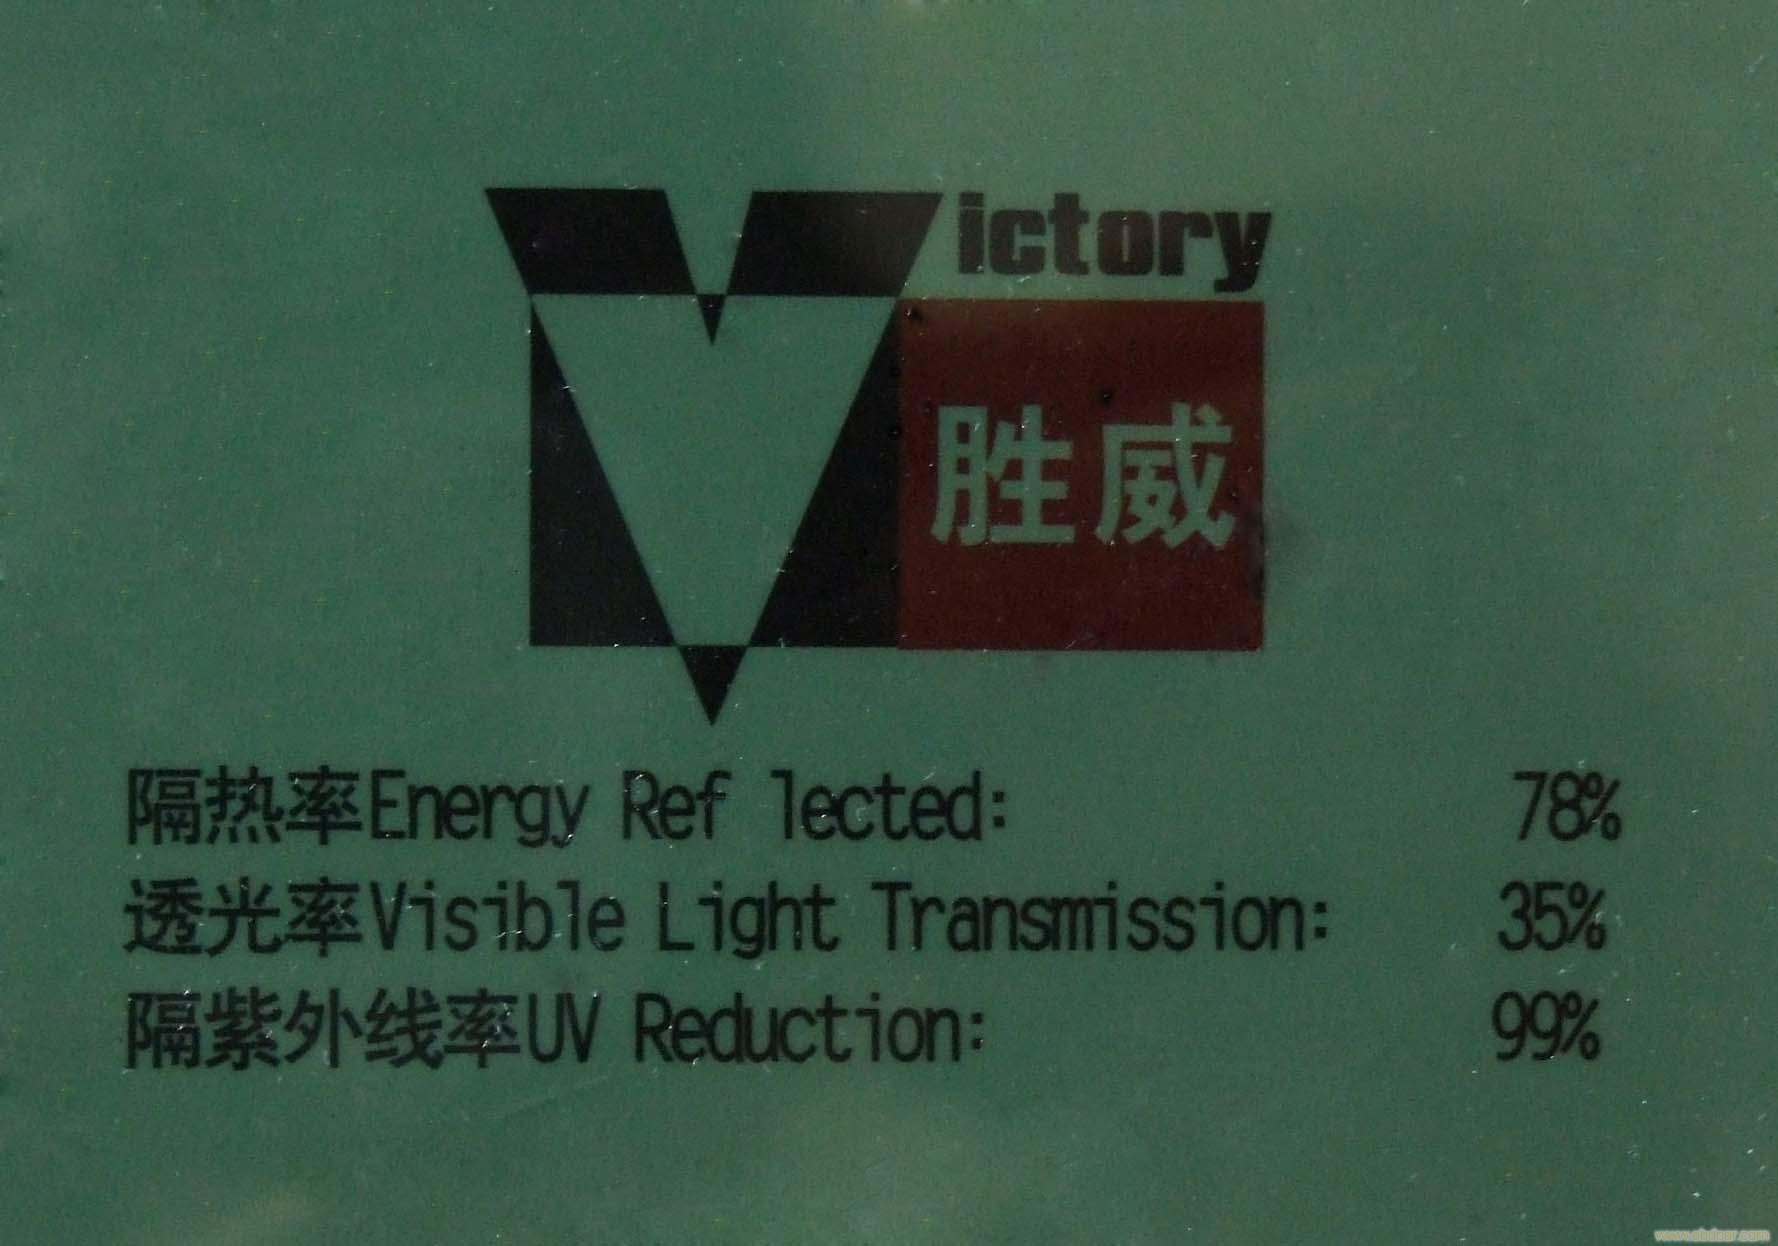 Victory
胜威
隔热率Energy Ref lected: 78%
透光率Visible Light Transmission: 35%
隔紫外线率UV Reduction: 99%